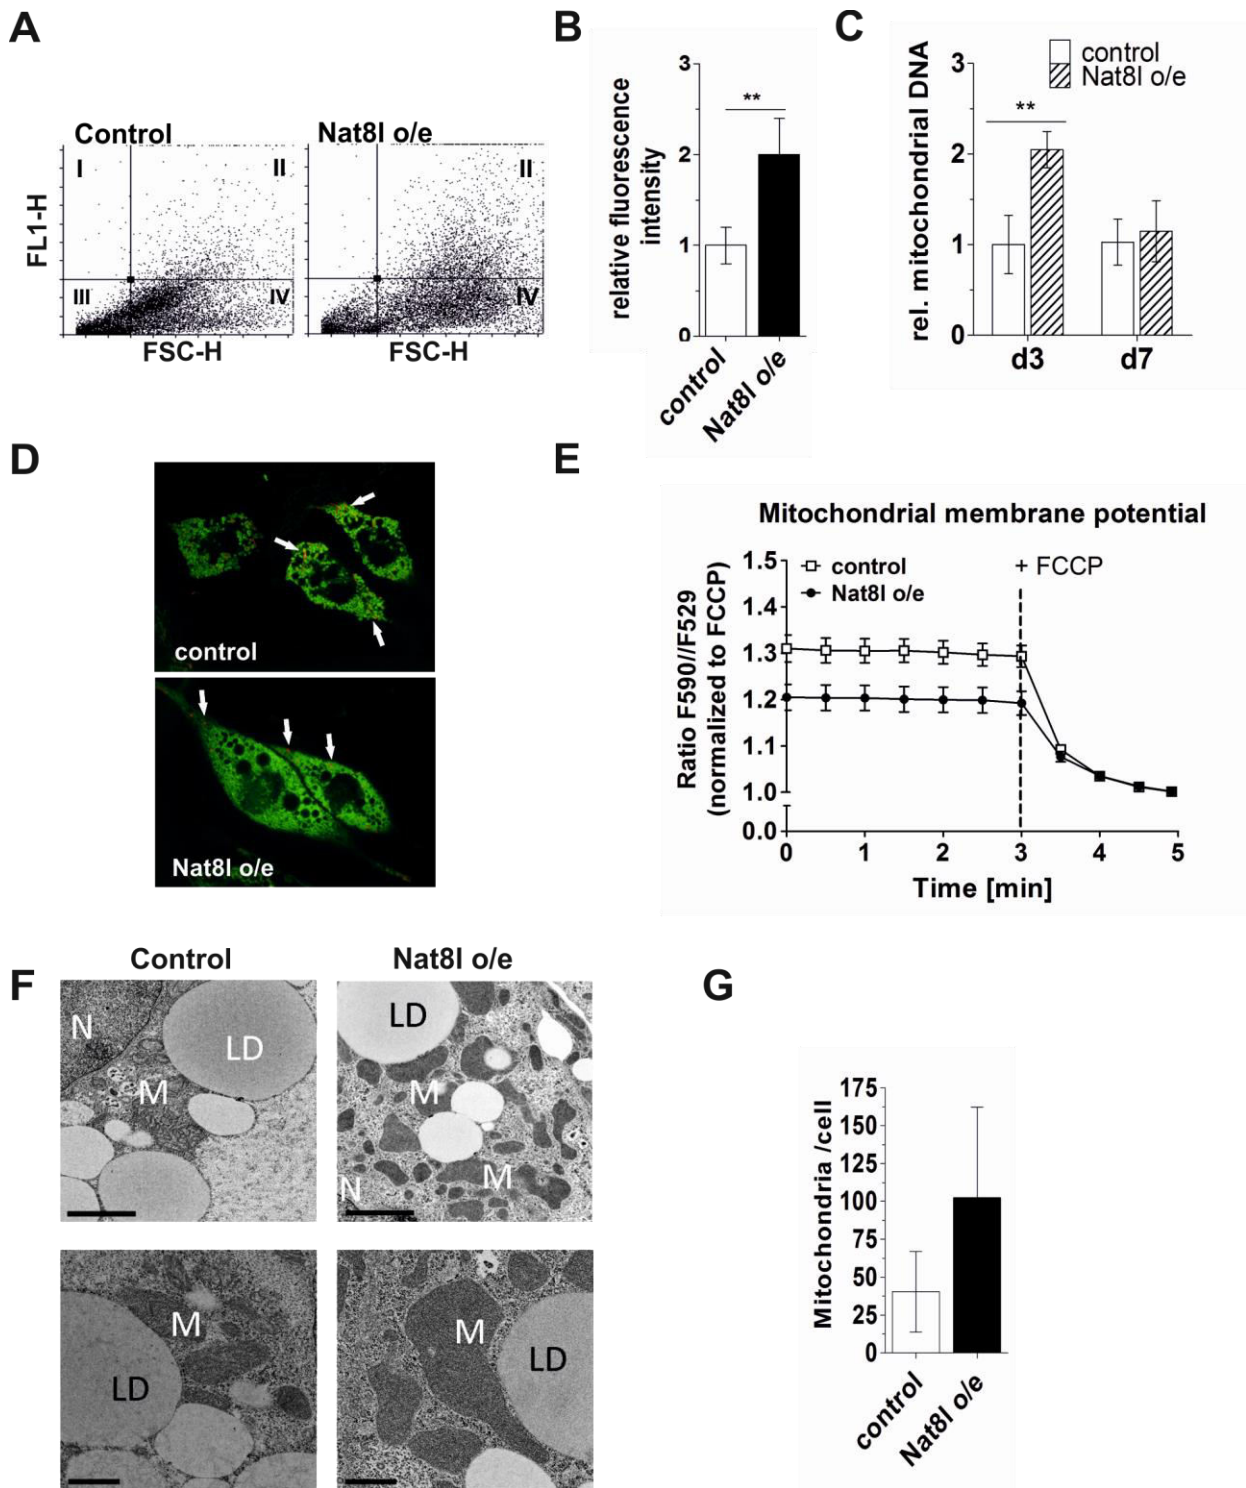 A
Control
Nat8l o/e
I
II
II
III
IV
IV
FL1-H
FSC-H
FSC-H
B
3
2
1
0
**
relative fluorescence
intensity
control
Nat8l o/e
C
control
Nat8l o/e
3
2
1
0
**
rel. mitochondrial DNA
d3
d7
D
control
Nat8l o/e
E
Mitochondrial membrane potential
control
Nat8l o/e
+ FCCP
1.5
1.4
1.3
1.2
1.1
1.0
0.0
Ratio F590//F529
(normalized to FCCP)
0 1 2 3 4 5
Time [min]
F
Control
Nat8l o/e
N
LD
M
LD
M
M
N
M
LD
M
LD
G
175
150
125
100
75
50
25
0
Mitochondria /cell
control
Nat8l o/e